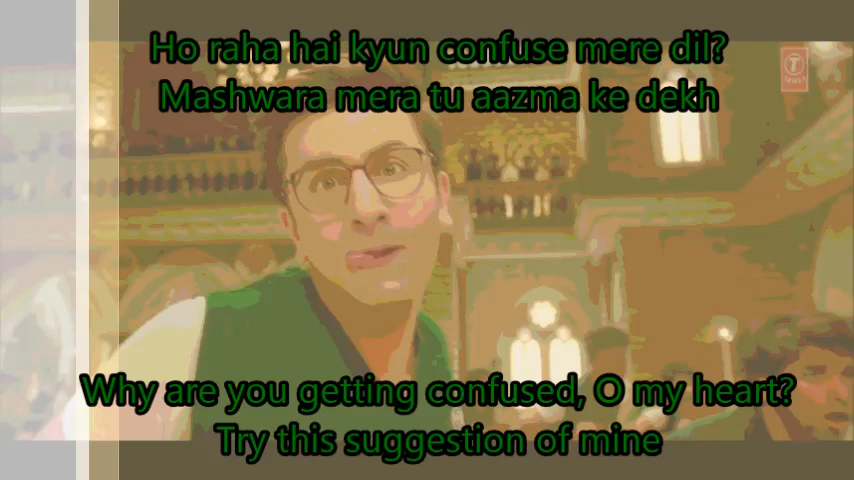 Ho raha hai kyun confuse mere dil?
Mashwara mera tu aazma ke dekh
Why are you getting confused, O my heart?
Try this suggestion of mine